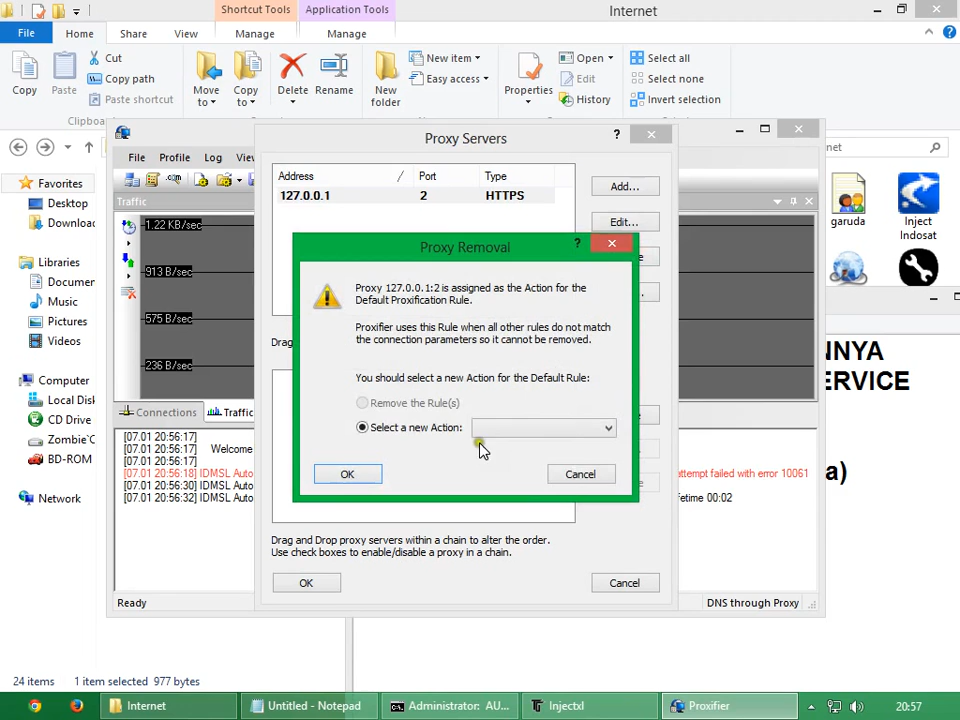 Shortcut Tools
Application Tools
Internet
File
Home
Share
View
Manage
Manage
Copy
Paste
Cut
Copy path
Paste shortcut
Move to
Copy to
Delete
Rename
New folder
New item
Easy access
Properties
Open
Edit
History
Select all
Select none
Invert selection
Favorites
Desktop
Libraries
Music
Pictures
Videos
Computer
CD Drive
BD-ROM
Network
garuda
Inject Indosat
NNYA
ERVICE
a)
File
Profile
Log
Traffic
1.22 KB/sec
913 B/sec
575 B/sec
236 B/sec
Connections
[07.01 20:56:17]
[07.01 20:56:17] Welcome
[07.01 20:56:18] IDMSL Auto
attempt failed with error 10061
[07.01 20:56:30] IDMSL Auto
[07.01 20:56:32] IDMSL Auto
fetime 00:02
Ready
DNS through Proxy
Proxy Servers
?
Address / Port Type
127.0.0.1 2 HTTPS
Add...
Edit...
Proxy Removal
?
Proxy 127.0.0.1:2 is assigned as the Action for the
Default Proxification Rule.
Proxifier uses this Rule when all other rules do not match
the connection parameters so it cannot be removed.
You should select a new Action for the Default Rule:
Remove the Rule(s)
Select a new Action:
OK
Cancel
Drag and Drop proxy servers within a chain to alter the order.
Use check boxes to enable/disable a proxy in a chain.
OK
Cancel
24 items 1 item selected 977 bytes
Internet
Untitled - Notepad
Administrator: AU...
Injectxl
Proxifier
20:57